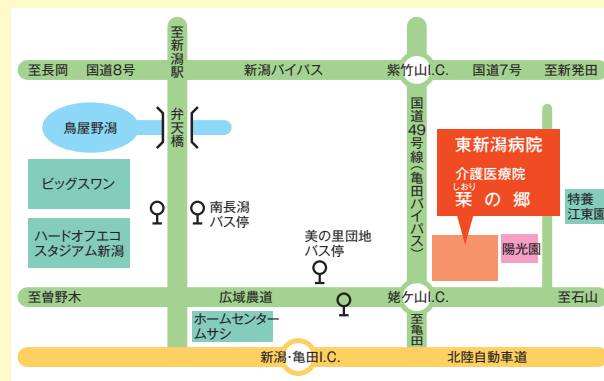 至新潟駅
至長岡
国道8号
新潟バイパス
紫竹山I.C.
国道7号
至新発田
鳥屋野潟
弁天橋
国道49号線(亀田バイパス)
東新潟病院
介護医療院
しおり
栞の郷
ビッグスワン
特養
江東園
南長潟
バス停
ハードオフエコ
スタジアム新潟
美の里団地
バス停
陽光園
至曽野木
広域農道
姥ケ山I.C.
至石山
ホームセンター
ムサシ
至亀田
新潟・亀田I.C.
北陸自動車道